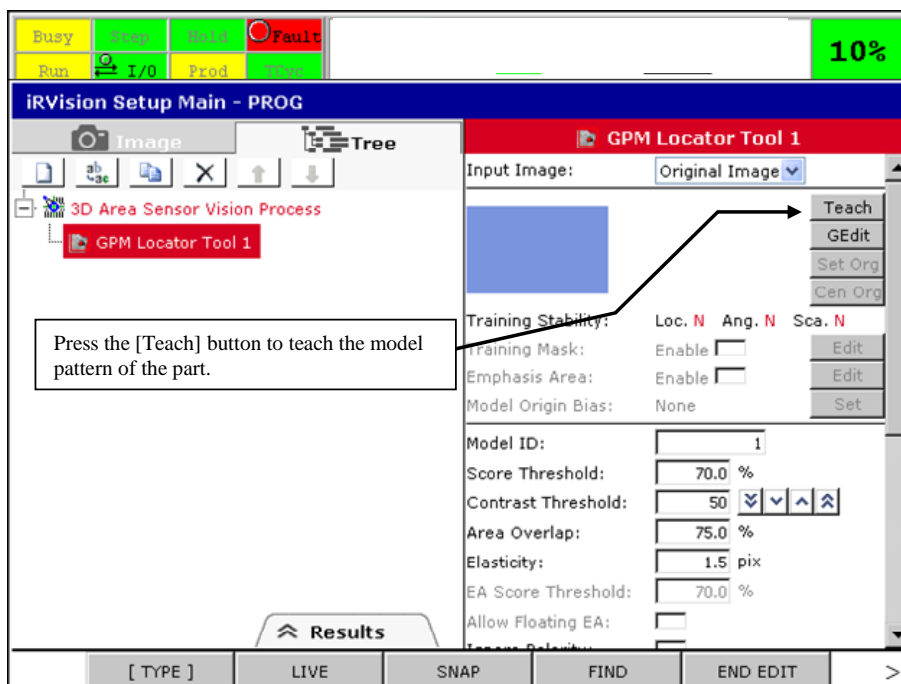 Busy Step Hold Fault
Run I/O Prod TCyc
10%
iRVision Setup Main - PROG
Image
Tree
3D Area Sensor Vision Process
GPM Locator Tool 1
Press the [Teach] button to teach the model
pattern of the part.
Results
GPM Locator Tool 1
Input Image: Original Image
Teach
GEdit
Set Org
Cen Org
Training Stability: Loc. N Ang. N Sca. N
Training Mask: Enable Edit
Emphasis Area: Enable Edit
Model Origin Bias: None Set
Model ID: 1
Score Threshold: 70.0 %
Contrast Threshold: 50
Area Overlap: 75.0 %
Elasticity: 1.5 pix
EA Score Threshold: 70.0 %
Allow Floating EA:
Ignore Polarity:
[ TYPE ] LIVE SNAP FIND END EDIT >